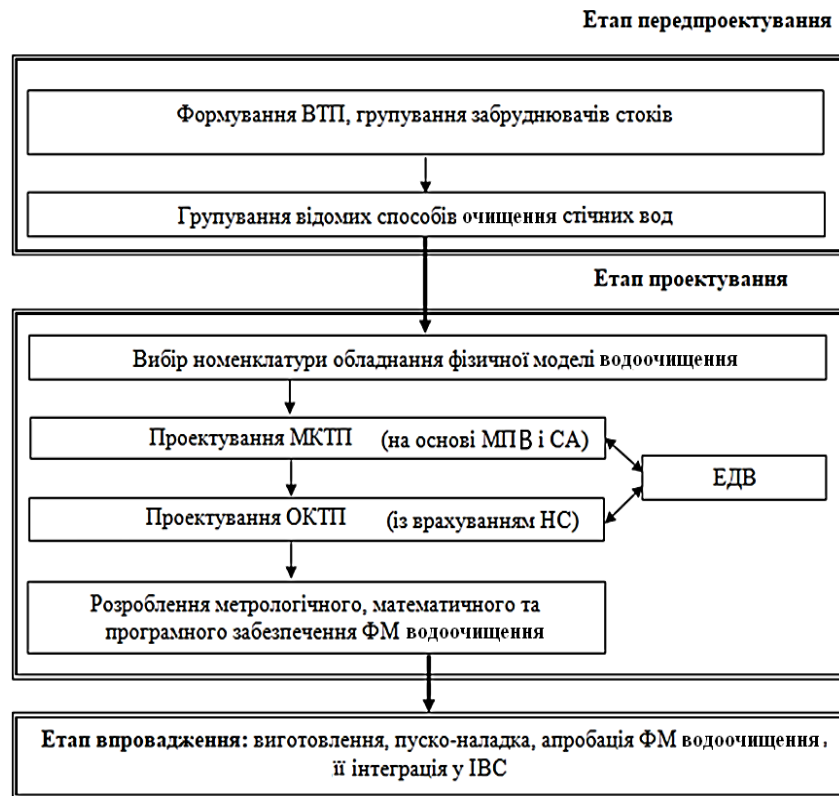 Етап передпроектування
Формування ВТП, групування забруднювачів стоків
Групування відомих способів очищення стічних вод
Етап проектування
Вибір номенклатури обладнання фізичної моделі водоочищення
Проектування МКТП (на основі МПВ і СА)
ЕДВ
Проектування ОКТП (із врахуванням НС)
Розроблення метрологічного, математичного та
програмного забезпечення ФМ водоочищення
Етап впровадження: виготовлення, пуско-наладка, апробація ФМ водоочищення,
її інтеграція у ІВС